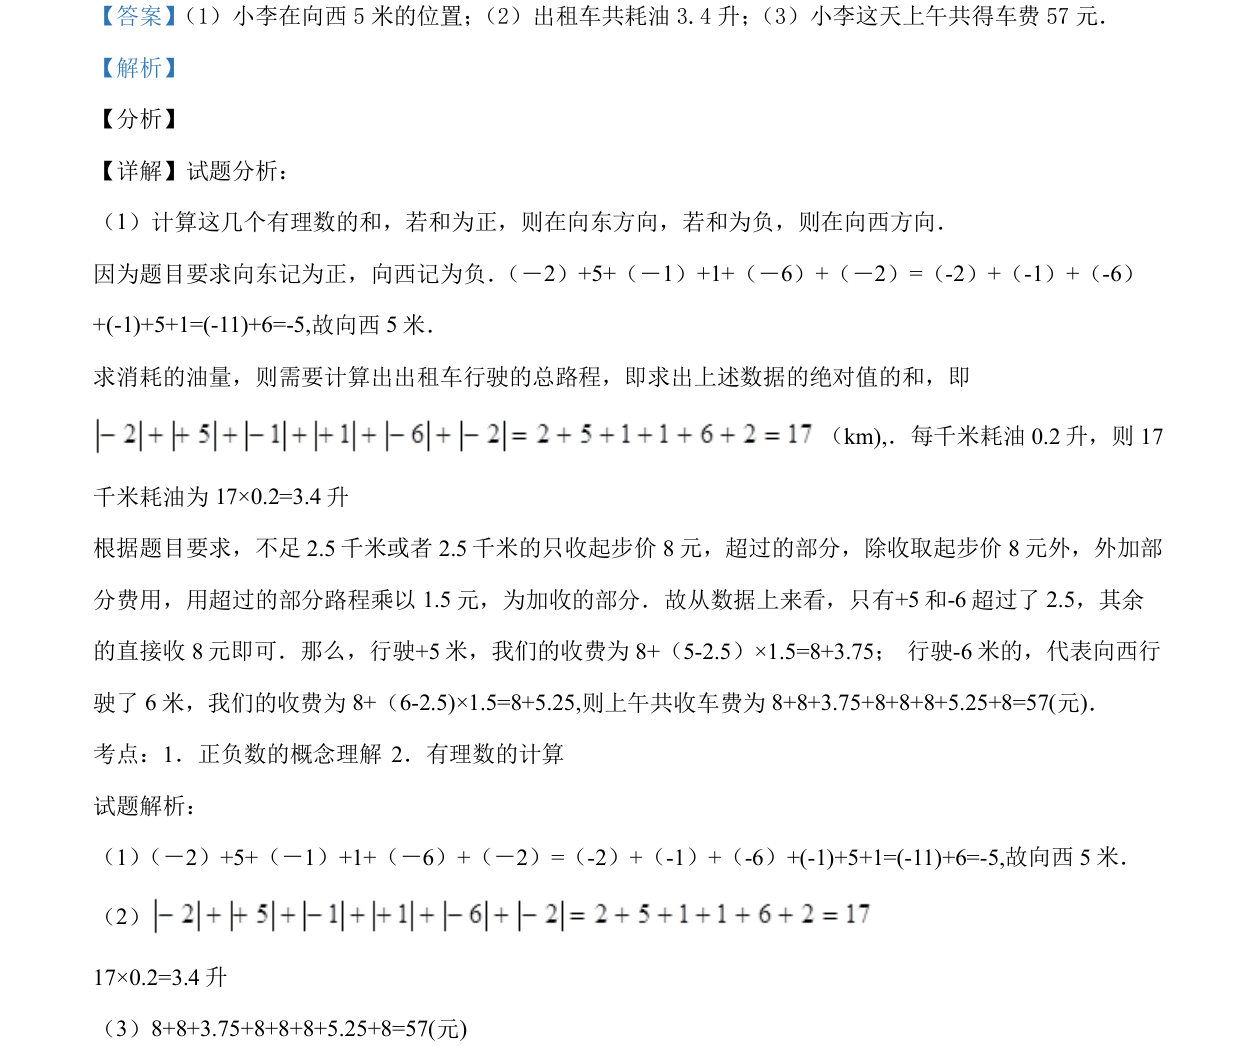 【答案】（1）小李在向西 5 米的位置；（2）出租车共耗油 3.4 升；（3）小李这天上午共得车费 57 元．
【解析】
【分析】
【详解】试题分析：
（1）计算这几个有理数的和，若和为正，则在向东方向，若和为负，则在向西方向．
因为题目要求向东记为正，向西记为负．（－2）+5+（－1）+1+（－6）+（－2）=（-2）+（-1）+（-6）
+(-1)+5+1=(-11)+6=-5,故向西 5 米．
求消耗的油量，则需要计算出出租车行驶的总路程，即求出上述数据的绝对值的和，即
|− 2|+|+ 5|+|− 1|+|+ 1|+|− 6|+|− 2|= 2 + 5 + 1 + 1 + 6 + 2 = 17 （km),．每千米耗油 0.2 升，则 17
千米耗油为 17×0.2=3.4 升
根据题目要求，不足 2.5 千米或者 2.5 千米的只收起步价 8 元，超过的部分，除收取起步价 8 元外，外加部
分费用，用超过的部分路程乘以 1.5 元，为加收的部分．故从数据上来看，只有+5 和-6 超过了 2.5，其余
的直接收 8 元即可．那么，行驶+5 米，我们的收费为 8+（5-2.5）×1.5=8+3.75； 行驶-6 米的，代表向西行
驶了 6 米，我们的收费为 8+（6-2.5)×1.5=8+5.25,则上午共收车费为 8+8+3.75+8+8+8+5.25+8=57(元)．
考点：1．正负数的概念理解 2．有理数的计算
试题解析：
（1）（－2）+5+（－1）+1+（－6）+（－2）=（-2）+（-1）+（-6）+(-1)+5+1=(-11)+6=-5,故向西 5 米．
（2）|− 2|+|+ 5|+|− 1|+|+ 1|+|− 6|+|− 2|= 2 + 5 + 1 + 1 + 6 + 2 = 17
17×0.2=3.4 升
（3）8+8+3.75+8+8+8+5.25+8=57(元)